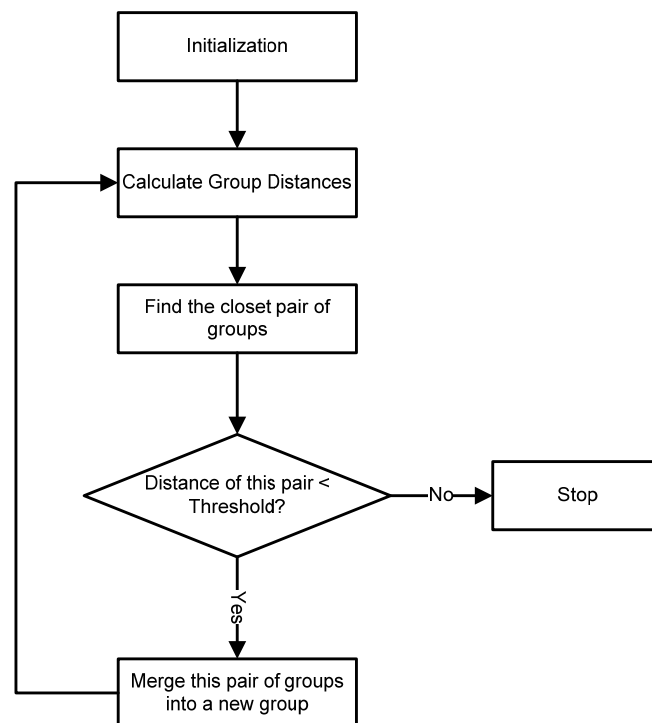 Initialization
Calculate Group Distances
Find the closet pair of
groups
Distance of this pair <
Threshold?
No
Stop
Yes
Merge this pair of groups
into a new group